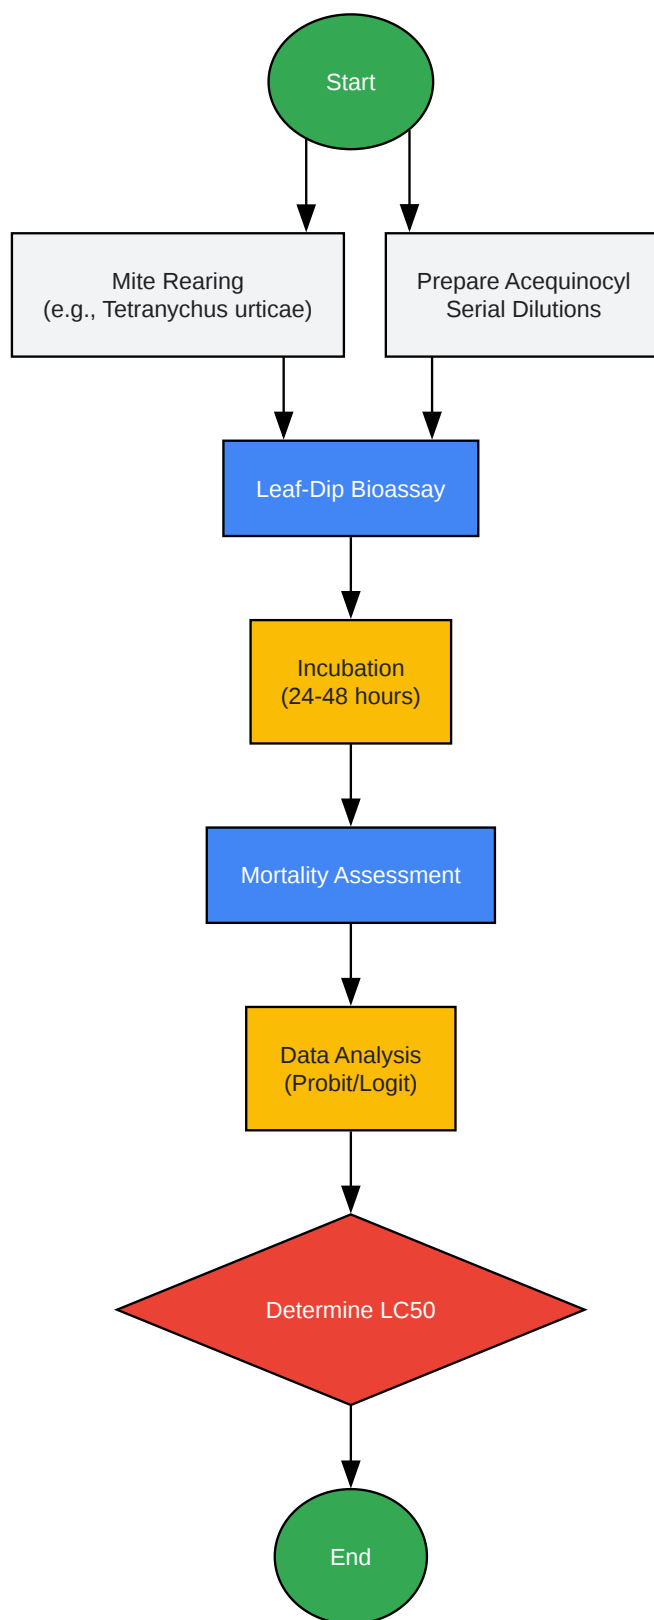 Start
Mite Rearing
(e.g., Tetranychus urticae)
Prepare Acequinocyl
Serial Dilutions
Leaf-Dip Bioassay
Incubation
(24-48 hours)
Mortality Assessment
Data Analysis
(Probit/Logit)
Determine LC50
End